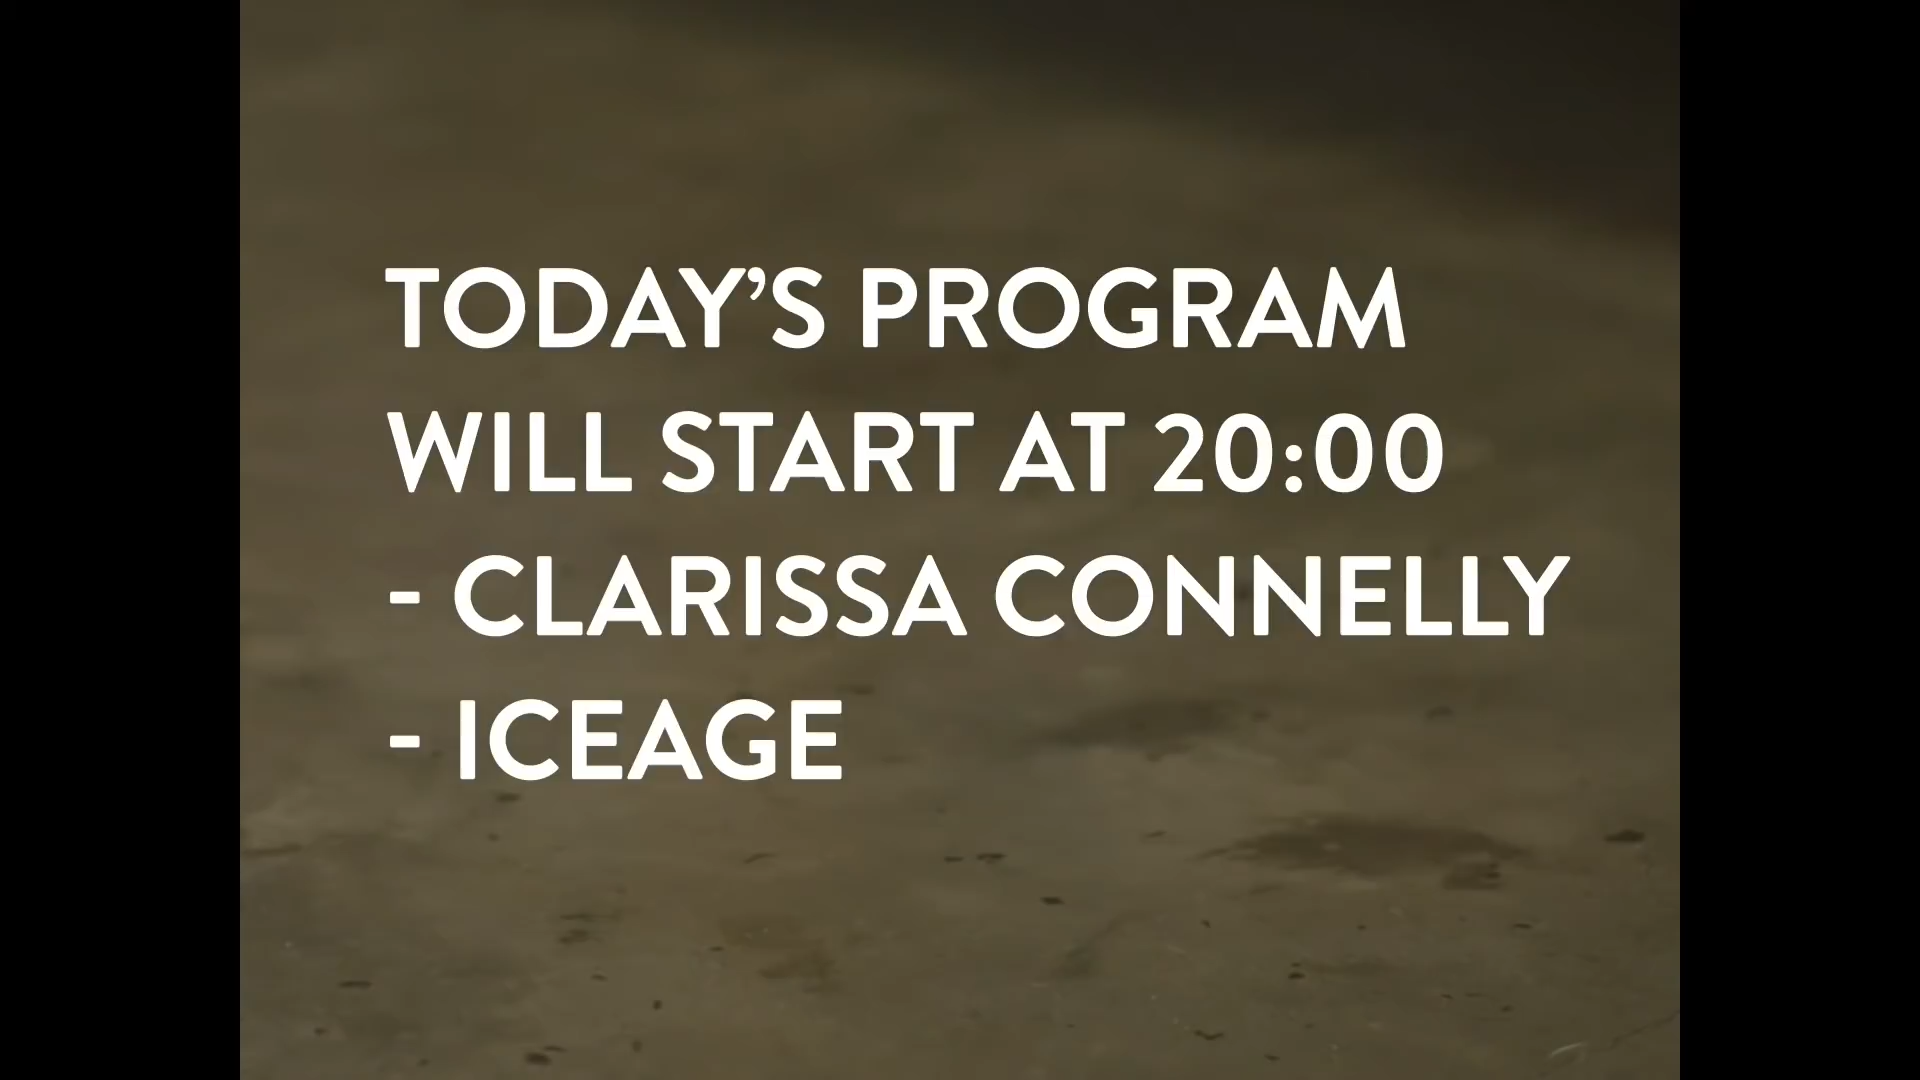 TODAY’S PROGRAM
WILL START AT 20:00
- CLARISSA CONNELLY
- ICEAGE